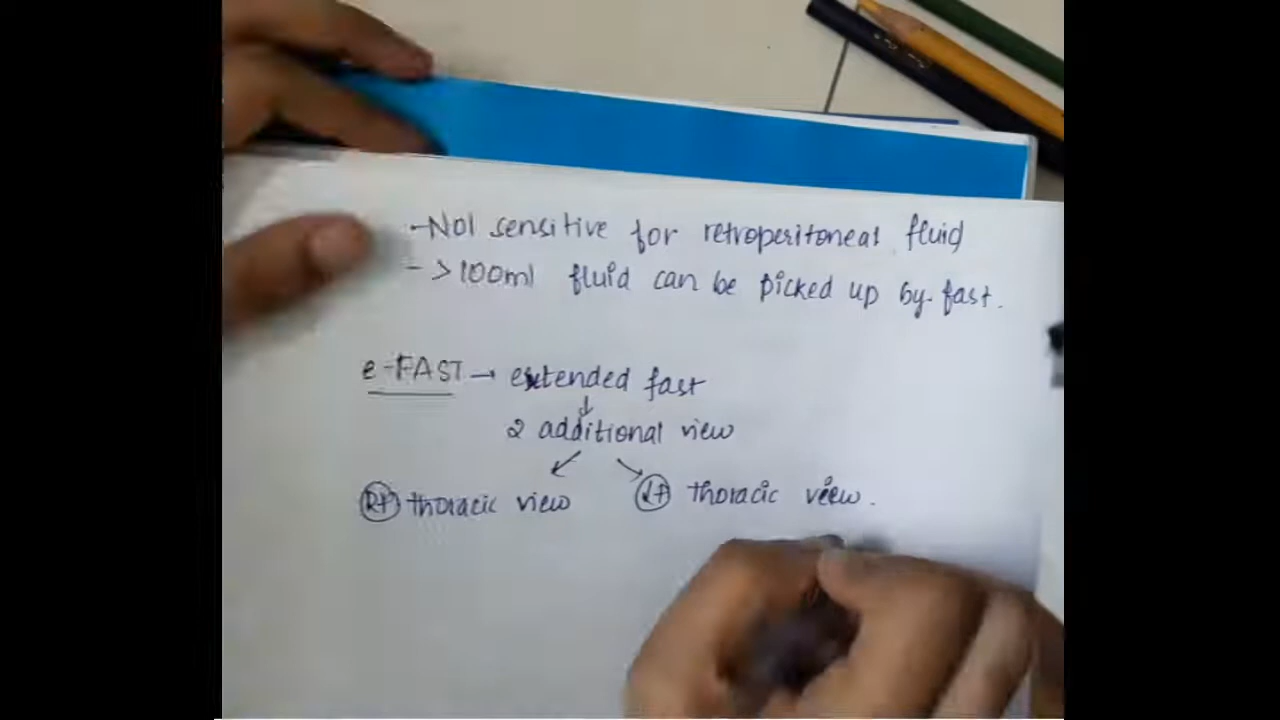 - Not sensitive for retroperitoneal fluid
- > 100ml fluid can be picked up by fast.
e-FAST → extended fast
↓
2 additional view
↙ ↘
Rt thoracic view Lt thoracic view.